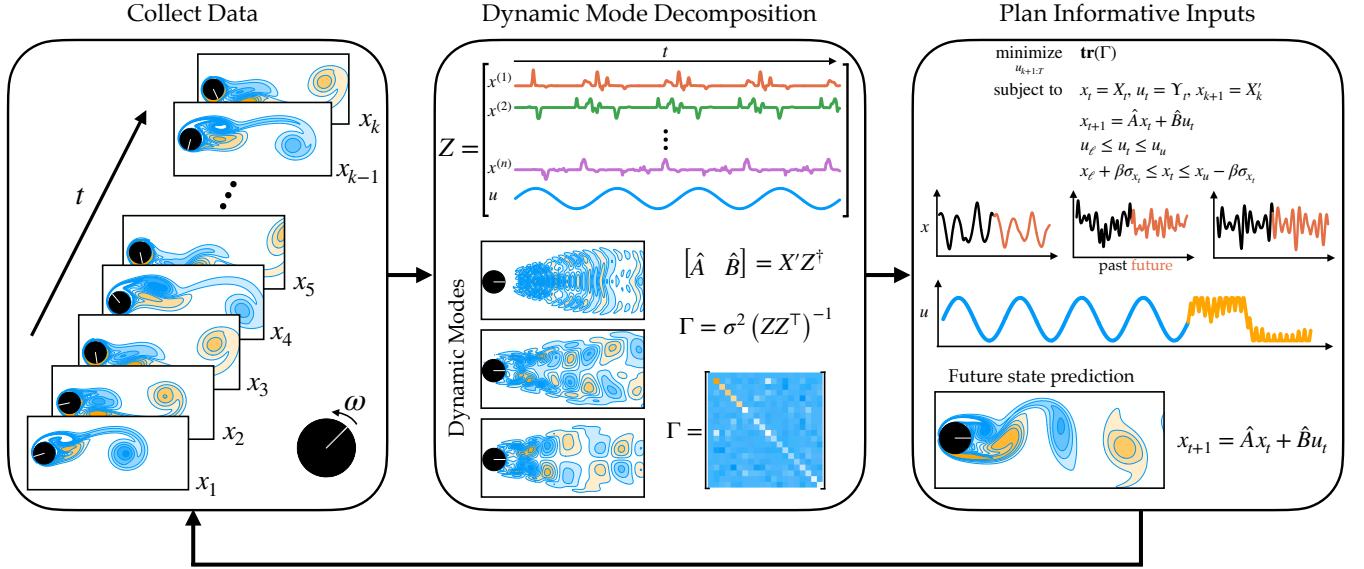 Collect Data
t
x_k
x_{k−1}
x_5
x_4
x_3
x_2
x_1
ω
Dynamic Mode Decomposition
t
x^{(1)}
x^{(2)}
Z =
x^{(n)}
u
Dynamic Modes
[Â B̂] = X′Z^†
Γ = σ² (ZZ^⊤)^{−1}
Γ =
Plan Informative Inputs
minimize tr(Γ)
u_{k+1:T}
subject to x_t = X_t, u_t = Υ_t, x_{k+1} = X′_k
x_{t+1} = Âx_t + B̂u_t
u_ℓ ≤ u_t ≤ u_u
x_ℓ + βσ_{x_t} ≤ x_t ≤ x_u − βσ_{x_t}
x
past future
u
Future state prediction
x_{t+1} = Âx_t + B̂u_t